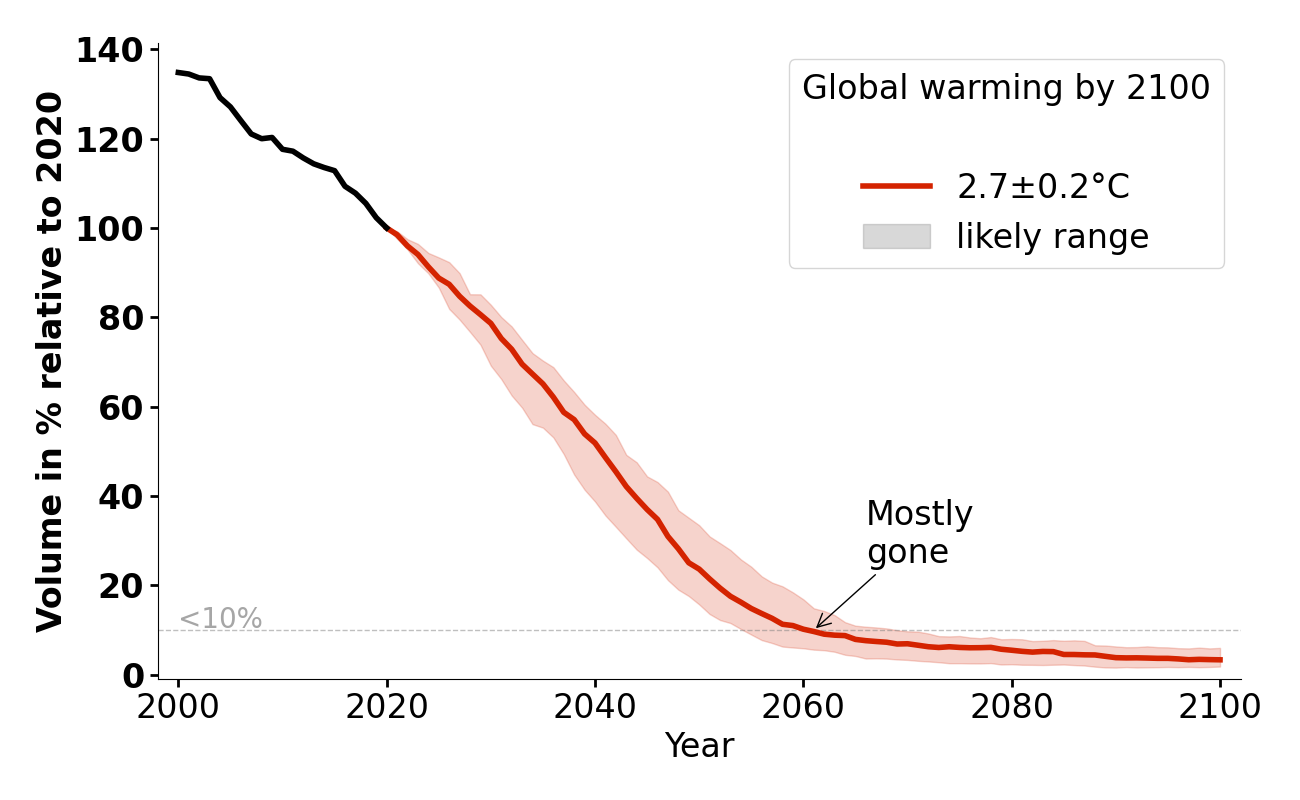 140
120
100
80
60
40
20
0
Volume in % relative to 2020
Global warming by 2100
2.7±0.2°C
likely range
Mostly
gone
<10%
2000 2020 2040 2060 2080 2100
Year